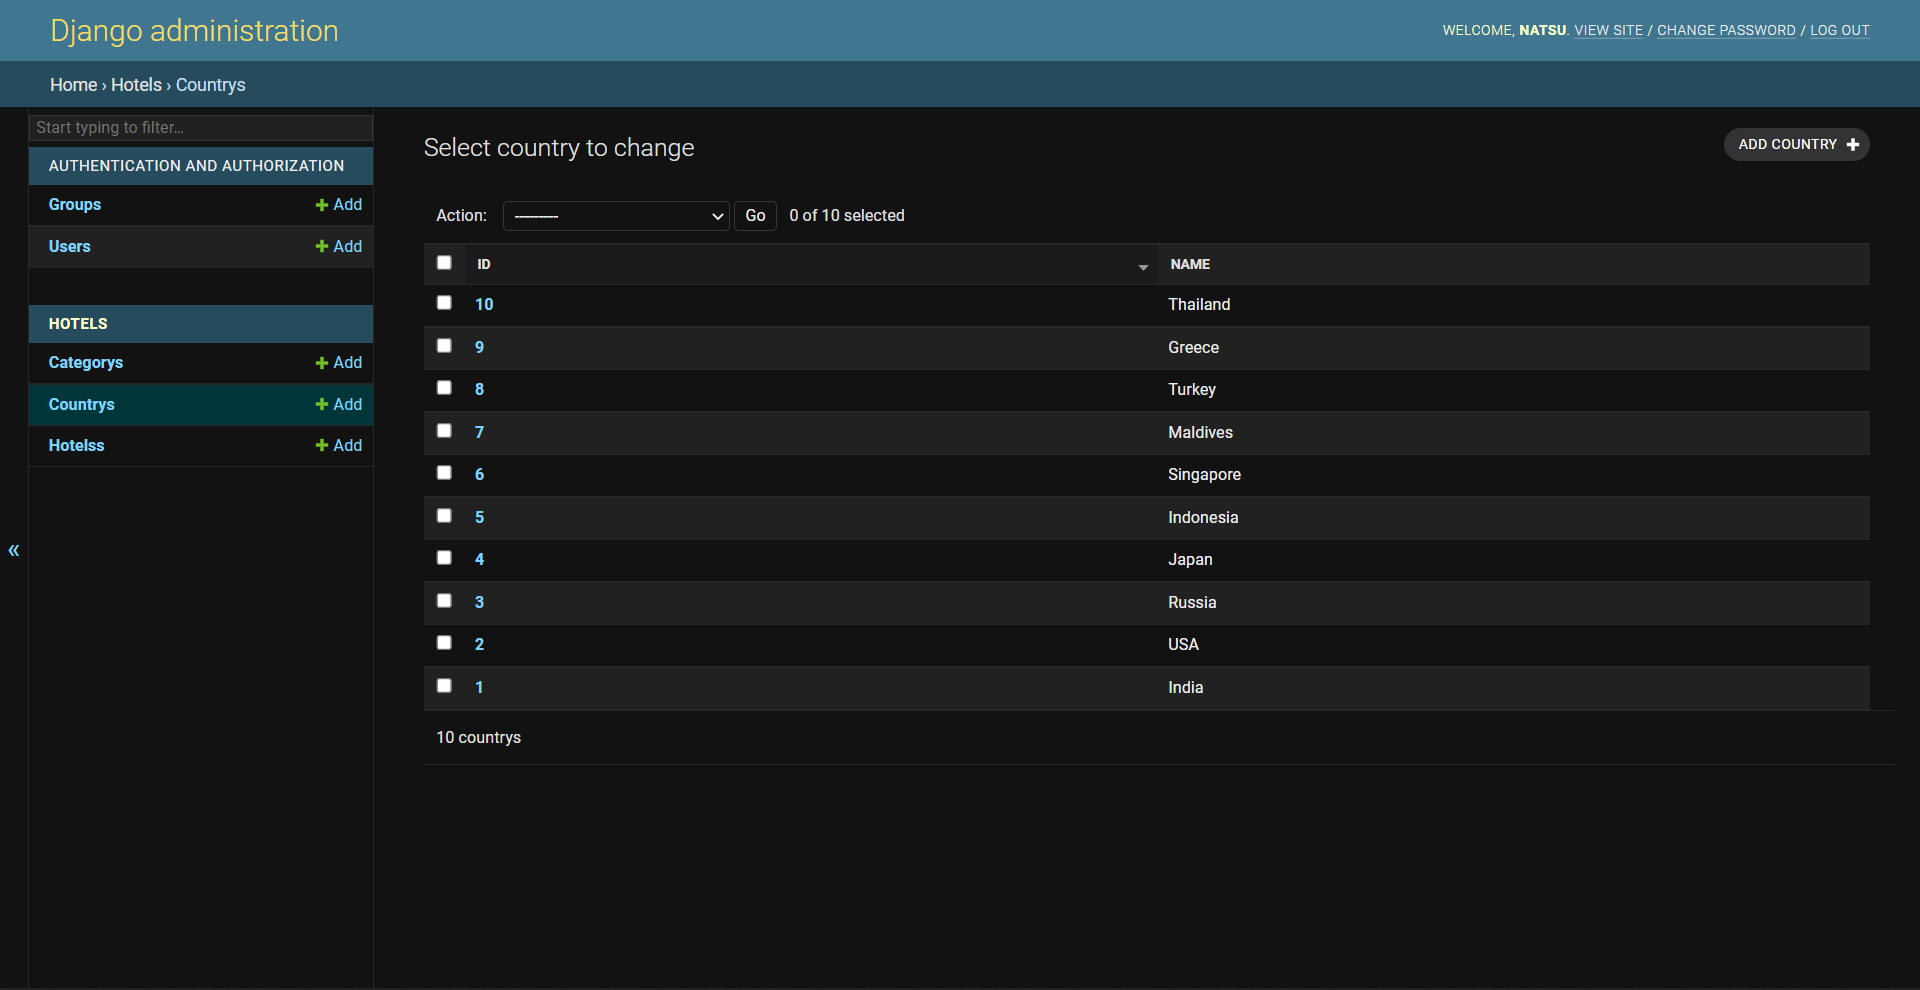 Django administration
WELCOME, NATSU. VIEW SITE / CHANGE PASSWORD / LOG OUT
Home › Hotels › Countrys
Start typing to filter...
AUTHENTICATION AND AUTHORIZATION
Groups Add
Users Add
HOTELS
Categorys Add
Countrys Add
Hotelss Add
«
Select country to change
ADD COUNTRY
Action: --------- Go 0 of 10 selected
ID NAME
10 Thailand
9 Greece
8 Turkey
7 Maldives
6 Singapore
5 Indonesia
4 Japan
3 Russia
2 USA
1 India
10 countrys